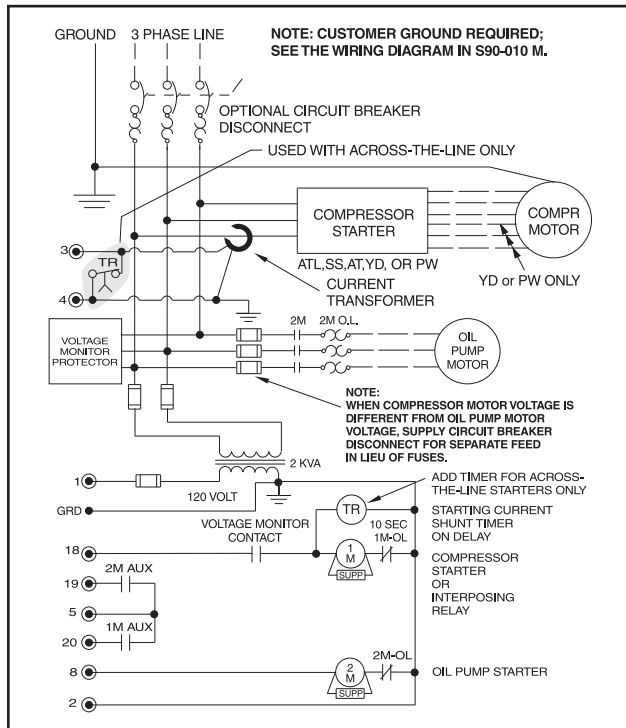 GROUND
3 PHASE LINE
NOTE: CUSTOMER GROUND REQUIRED;
SEE THE WIRING DIAGRAM IN S90-010 M.
OPTIONAL CIRCUIT BREAKER
DISCONNECT
USED WITH ACROSS-THE-LINE ONLY
COMPRESSOR
STARTER
COMPR
MOTOR
3
TR
4
ATL,SS,AT,YD, OR PW
YD or PW ONLY
CURRENT
TRANSFORMER
VOLTAGE
MONITOR
PROTECTOR
2M
2M O.L.
OIL
PUMP
MOTOR
NOTE:
WHEN COMPRESSOR MOTOR VOLTAGE IS
DIFFERENT FROM OIL PUMP MOTOR
VOLTAGE, SUPPLY CIRCUIT BREAKER
DISCONNECT FOR SEPARATE FEED
IN LIEU OF FUSES.
2 KVA
1
120 VOLT
GRD
ADD TIMER FOR ACROSS-
THE-LINE STARTERS ONLY
TR
STARTING CURRENT
SHUNT TIMER
ON DELAY
VOLTAGE MONITOR
CONTACT
10 SEC
1M-OL
18
1
M
SUPP
COMPRESSOR
STARTER
OR
INTERPOSING
RELAY
19
2M AUX
5
20
1M AUX
8
2
M
SUPP
2M-OL
OIL PUMP STARTER
2